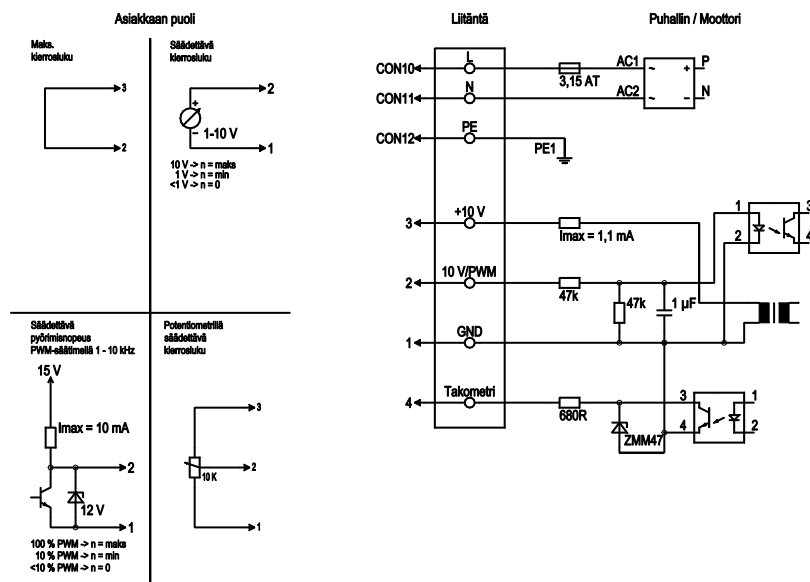 Asiakkaan puoli
Liitäntä
Puhallin / Moottori
Maks.
kierrosluku
3
2
Säädettävä
kierrosluku
2
+
− 1-10 V
1
10 V -> n = maks
1 V -> n = min
<1 V -> n = 0
Säädettävä
pyörimisnopeus
PWM-säätimellä 1 - 10 kHz
15 V
Imax = 10 mA
2
12 V
1
100 % PWM -> n = maks
10 % PWM -> n = min
<10 % PWM -> n = 0
Potentiometrillä
säädettävä
kierrosluku
3
2
10 K
1
CON10 L 3,15 AT AC1 ~ + P
CON11 N AC2 ~ − N
CON12 PE PE1
3 +10 V Imax = 1,1 mA
1 3
2 4
2 10 V/PWM 47k 47k 1 µF
1 GND
4 Takometri 680R ZMM47
3 1
4 2